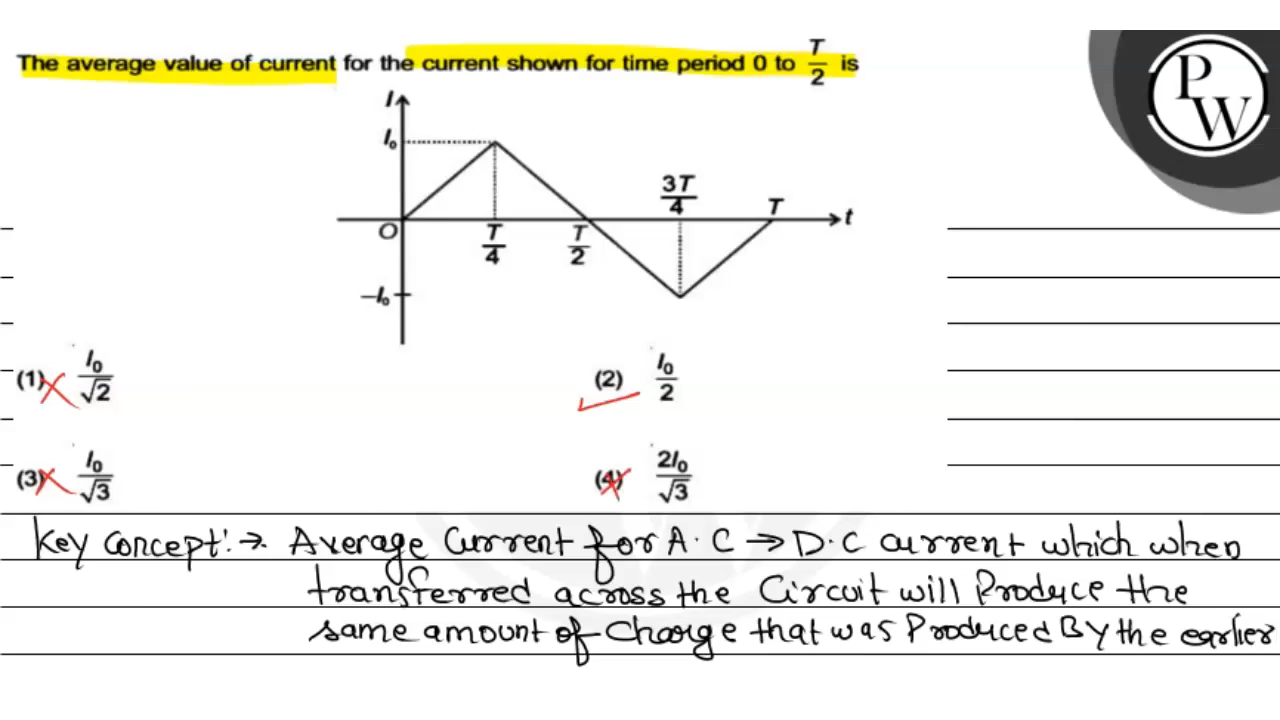 The average value of current for the current shown for time period 0 to T/2 is
P
W
I
I₀
3T/4
T
t
O
T/4
T/2
–I₀
(1) I₀/√2
(2) I₀/2
(3) I₀/√3
(4) 2I₀/√3
Key Concept:→ Average Current for A.C → D.C current which when
transferred across the Circuit will Produce the
same amount of Charge that was Produced By the earlier